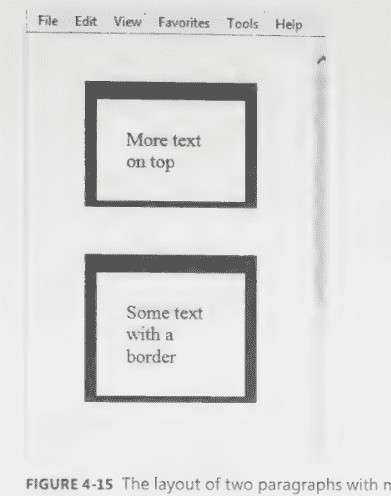 File Edit View Favorites Tools Help
More text
on top
Some text
with a
border
FIGURE 4-15 The layout of two paragraphs with